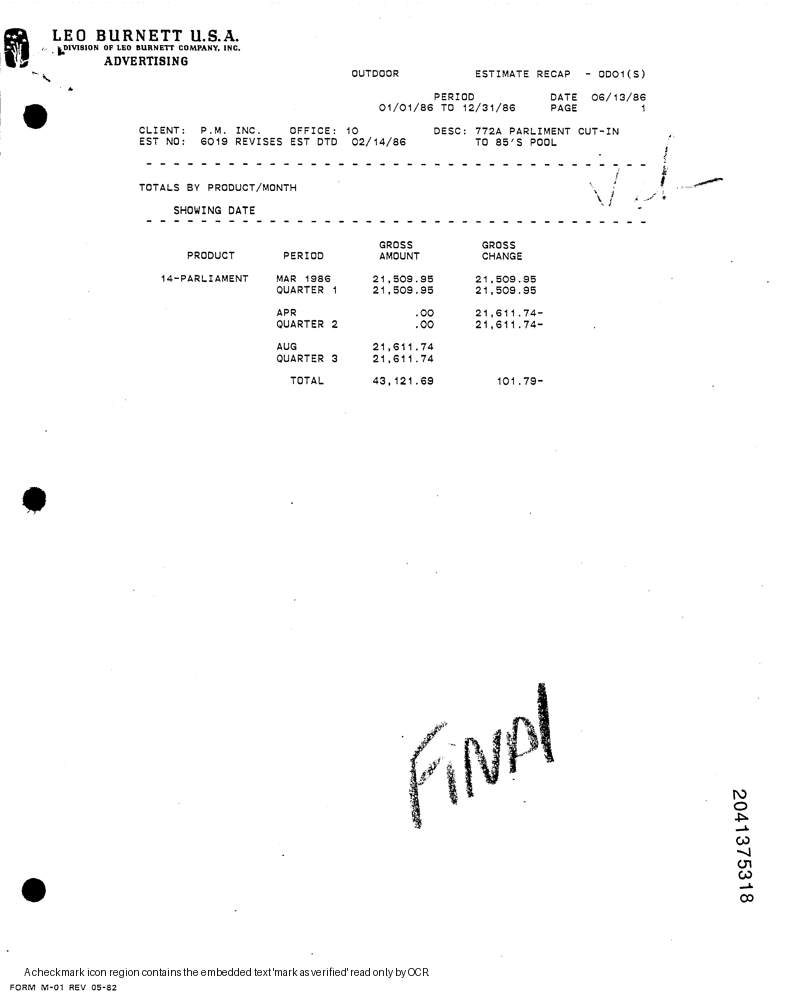 LEO BURNETT U.S.A.
DIVISION OF LEO BURNETT COMPANY, INC.
ADVERTISING
OUTDOOR ESTIMATE RECAP - OD01(S)
PERIOD DATE 06/13/86
01/01/86 TO 12/31/86 PAGE 1
CLIENT: P.M. INC. OFFICE: 10 DESC: 772A PARLIMENT CUT-IN
EST NO: 6019 REVISES EST DTD 02/14/86 TO 85'S POOL
TOTALS BY PRODUCT/MONTH
SHOWING DATE
GROSS GROSS
PRODUCT PERIOD AMOUNT CHANGE
14-PARLIAMENT MAR 1986 21,509.95 21,509.95
QUARTER 1 21,509.95 21,509.95
APR .00 21,611.74-
QUARTER 2 .00 21,611.74-
AUG 21,611.74
QUARTER 3 21,611.74
TOTAL 43,121.69 101.79-
FINAl
2041375318
A checkmark icon region contains the embedded text 'mark as verified' read only by OCR.
FORM M-01 REV 05-82